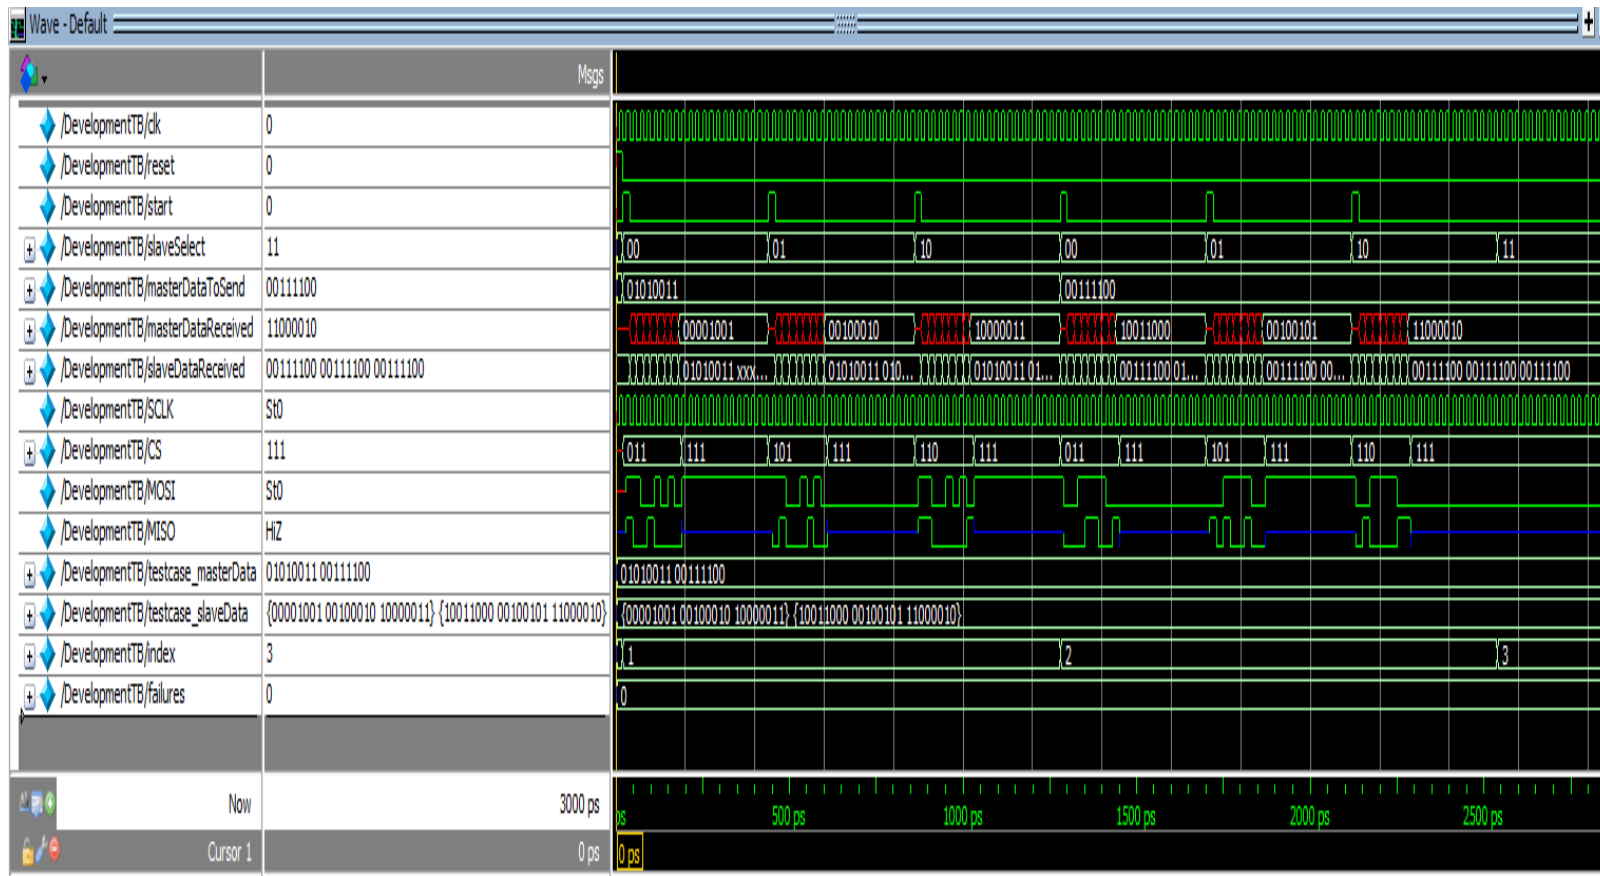 Wave - Default
Msgs
/DevelopmentTB/clk 0
/DevelopmentTB/reset 0
/DevelopmentTB/start 0
/DevelopmentTB/slaveSelect 11 00 01 10 00 01 10 11
/DevelopmentTB/masterDataToSend 00111100 01010011 00111100
/DevelopmentTB/masterDataReceived 11000010 00001001 00100010 10000011 10011000 00100101 11000010
/DevelopmentTB/slaveDataReceived 00111100 00111100 00111100 01010011 xxx... 01010011 010... 01010011 01... 00111100 01... 00111100 00... 00111100 00111100 00111100
/DevelopmentTB/SCLK St0
/DevelopmentTB/CS 111 011 111 101 111 110 111 011 111 101 111 110 111
/DevelopmentTB/MOSI St0
/DevelopmentTB/MISO HiZ
/DevelopmentTB/testcase_masterData 01010011 00111100 01010011 00111100
/DevelopmentTB/testcase_slaveData {00001001 00100010 10000011} {10011000 00100101 11000010} {00001001 00100010 10000011} {10011000 00100101 11000010}
/DevelopmentTB/index 3 1 2 3
/DevelopmentTB/failures 0 0
Now 3000 ps ps 500 ps 1000 ps 1500 ps 2000 ps 2500 ps
Cursor 1 0 ps 0 ps